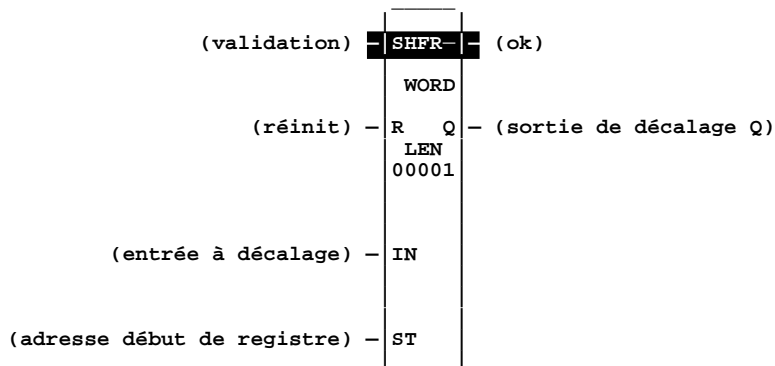 (validation) SHFR (ok)
WORD
(réinit) R Q (sortie de décalage Q)
LEN
00001
(entrée à décalage) IN
(adresse début de registre) ST